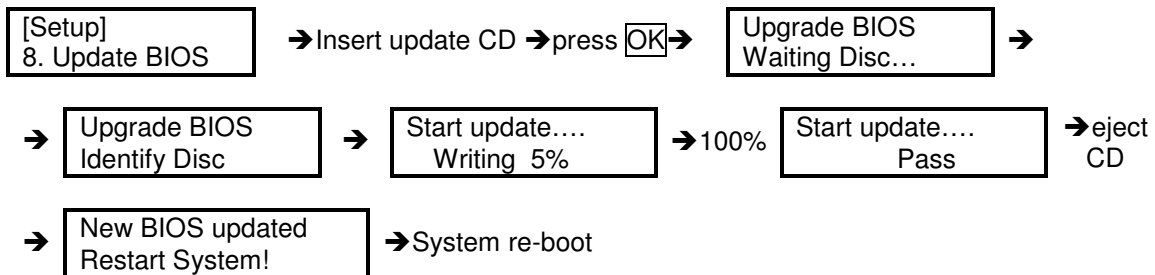 [Setup]
8. Update BIOS
➔Insert update CD ➔press OK➔
Upgrade BIOS
Waiting Disc…
➔
➔
Upgrade BIOS
Identify Disc
➔
Start update….
Writing 5%
➔100%
Start update….
Pass
➔eject
CD
➔
New BIOS updated
Restart System!
➔System re-boot